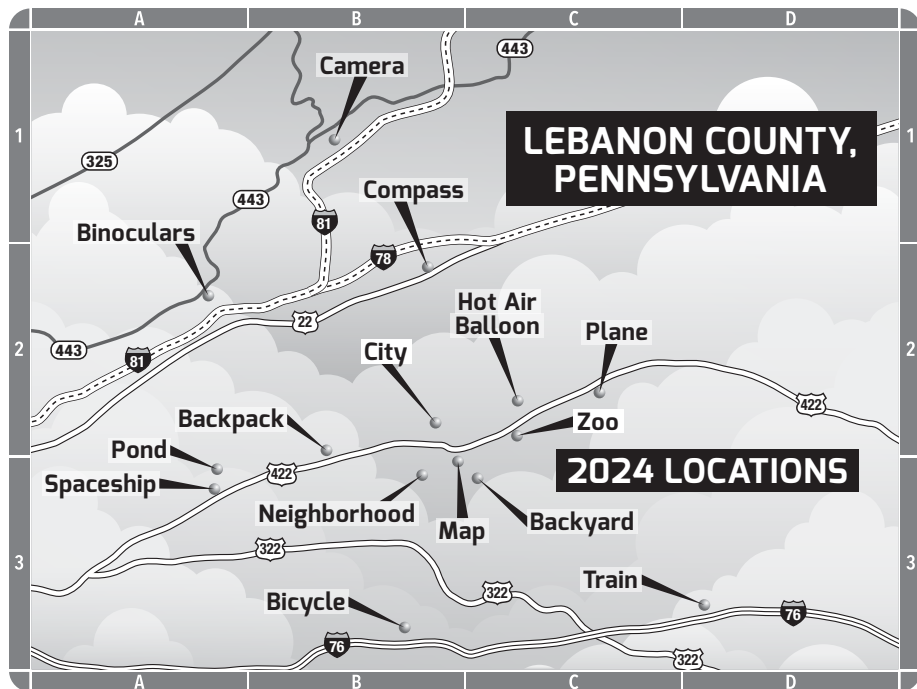 A B C D
443
Camera
LEBANON COUNTY,
PENNSYLVANIA
1 1
325
443
Compass
81
Binoculars
78
Hot Air
Balloon
22
Plane
443
2 2
81
City
422
Backpack
Zoo
Pond
422
2024 LOCATIONS
Spaceship
Neighborhood
Backyard
Map
322
3 3
Train
322
Bicycle
76
76
322
A B C D